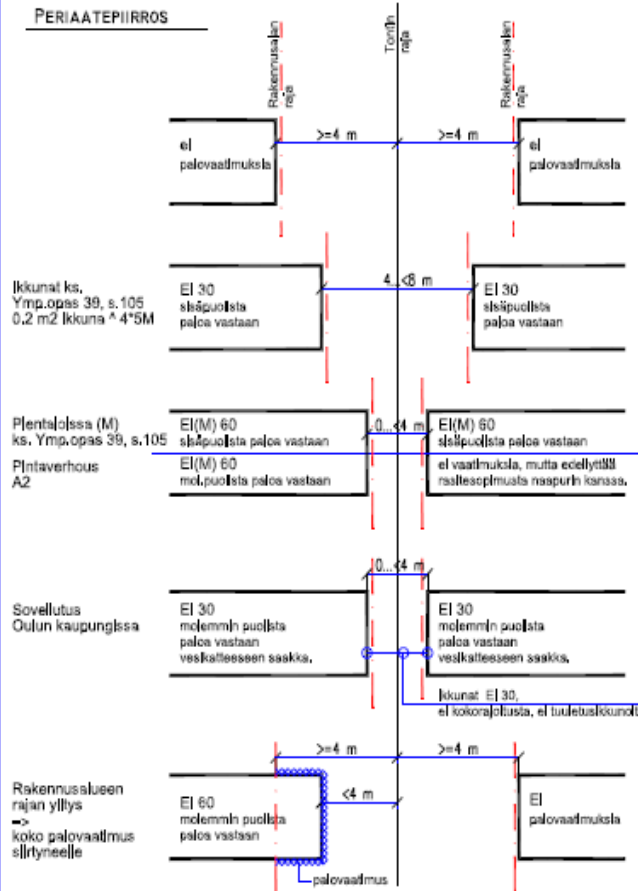 PERIAATEPIIRROS
Rakennusalan
raja
Tontin
raja
Rakennusalan
raja
>=4 m
>=4 m
ei
palovaatimuksia
ei
palovaatimuksia
Ikkunat ks.
Ymp.opas 39, s.105
0.2 m2 ikkuna ^ 4*5M
4...<8 m
EI 30
sisäpuolista
paloa vastaan
EI 30
sisäpuolista
paloa vastaan
Pientaloissa (M)
ks. Ymp.opas 39, s.105
Pintaverhous
A2
0...<4 m
EI(M) 60
sisäpuolista paloa vastaan
EI(M) 60
mol.puolista paloa vastaan
EI(M) 60
sisäpuolista paloa vastaan
ei vaatimuksia, mutta edellyttää
rasitesopimusta naapurin kanssa.
Sovellutus
Oulun kaupungissa
0...<4 m
EI 30
molemmin puolista
paloa vastaan
vesikatteeseen saakka.
EI 30
molemmin puolista
paloa vastaan
vesikatteeseen saakka.
Ikkunat EI 30,
ei kokorajoitusta, ei tuuletusikkunoit
Rakennusalueen
rajan ylitys
=>
koko palovaatimus
siirtyneelle
>=4 m
>=4 m
<4 m
EI 60
molemmin puolista
paloa vastaan
EI
palovaatimuksia
palovaatimus